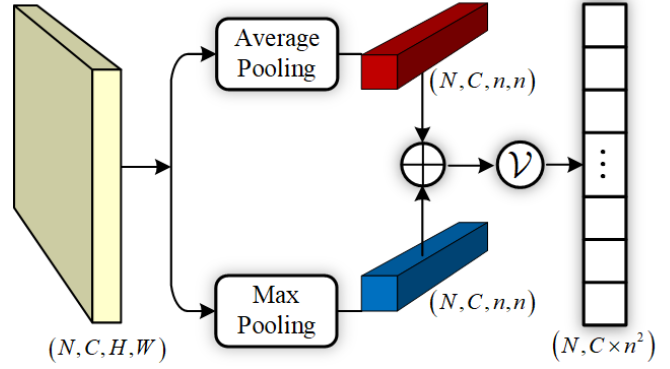 Average
Pooling
(N, C, n, n)
𝒱
⋮
Max
Pooling
(N, C, n, n)
(N, C, H, W)
(N, C × n²)